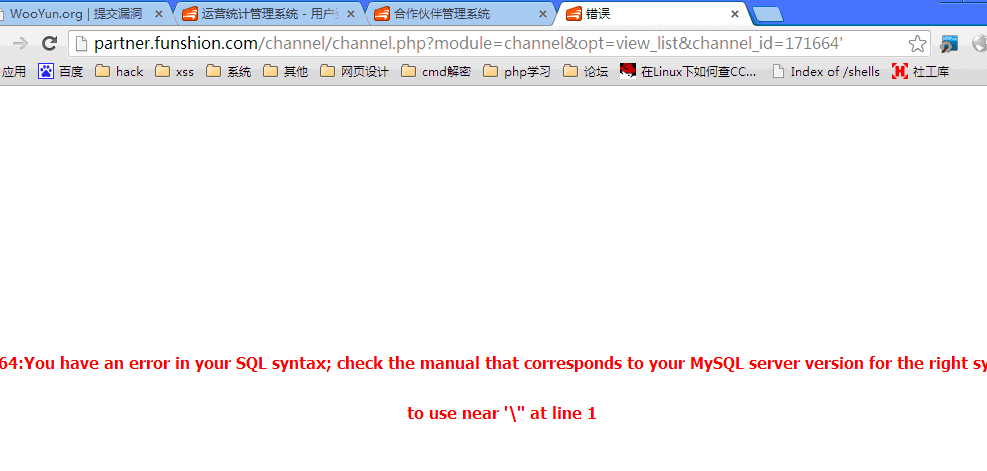 WooYun.org | 提交漏洞 × 运营统计管理系统 - 用户 × 合作伙伴管理系统 × 错误 ×
partner.funshion.com/channel/channel.php?module=channel&opt=view_list&channel_id=171664'
应用 百度 hack xss 系统 其他 网页设计 cmd解密 php学习 论坛 在Linux下如何查CC... Index of /shells 社工库
64:You have an error in your SQL syntax; check the manual that corresponds to your MySQL server version for the right sy
to use near '\'' at line 1